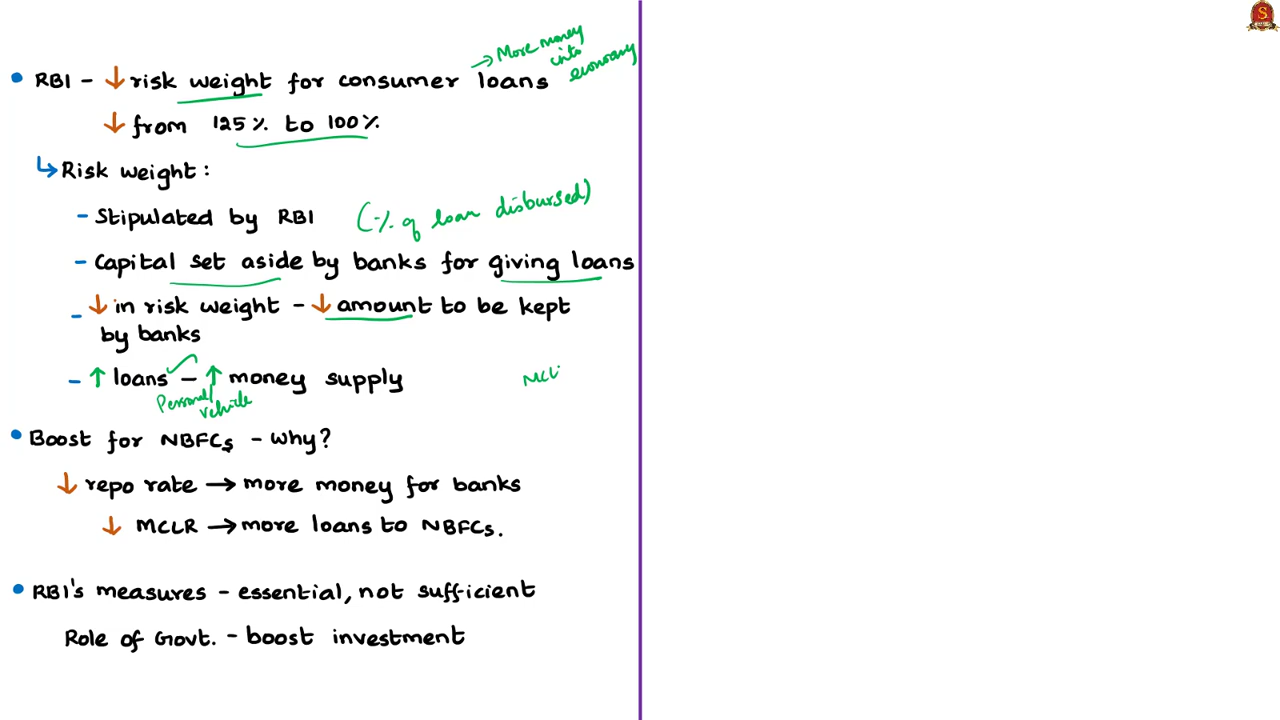 → More money
into
economy
• RBI - ↓ risk weight for consumer loans
↓ from 125% to 100%
↳ Risk weight:
- Stipulated by RBI (% of loan disbursed)
- Capital set aside by banks for giving loans
- ↓ in risk weight - ↓ amount to be kept
by banks
- ↑ loans - ↑ money supply
MCL
Personal/
vehicle
• Boost for NBFCs - Why?
↓ repo rate → more money for banks
↓ MCLR → more loans to NBFCs.
• RBI's measures - essential, not sufficient
Role of Govt. - boost investment
S